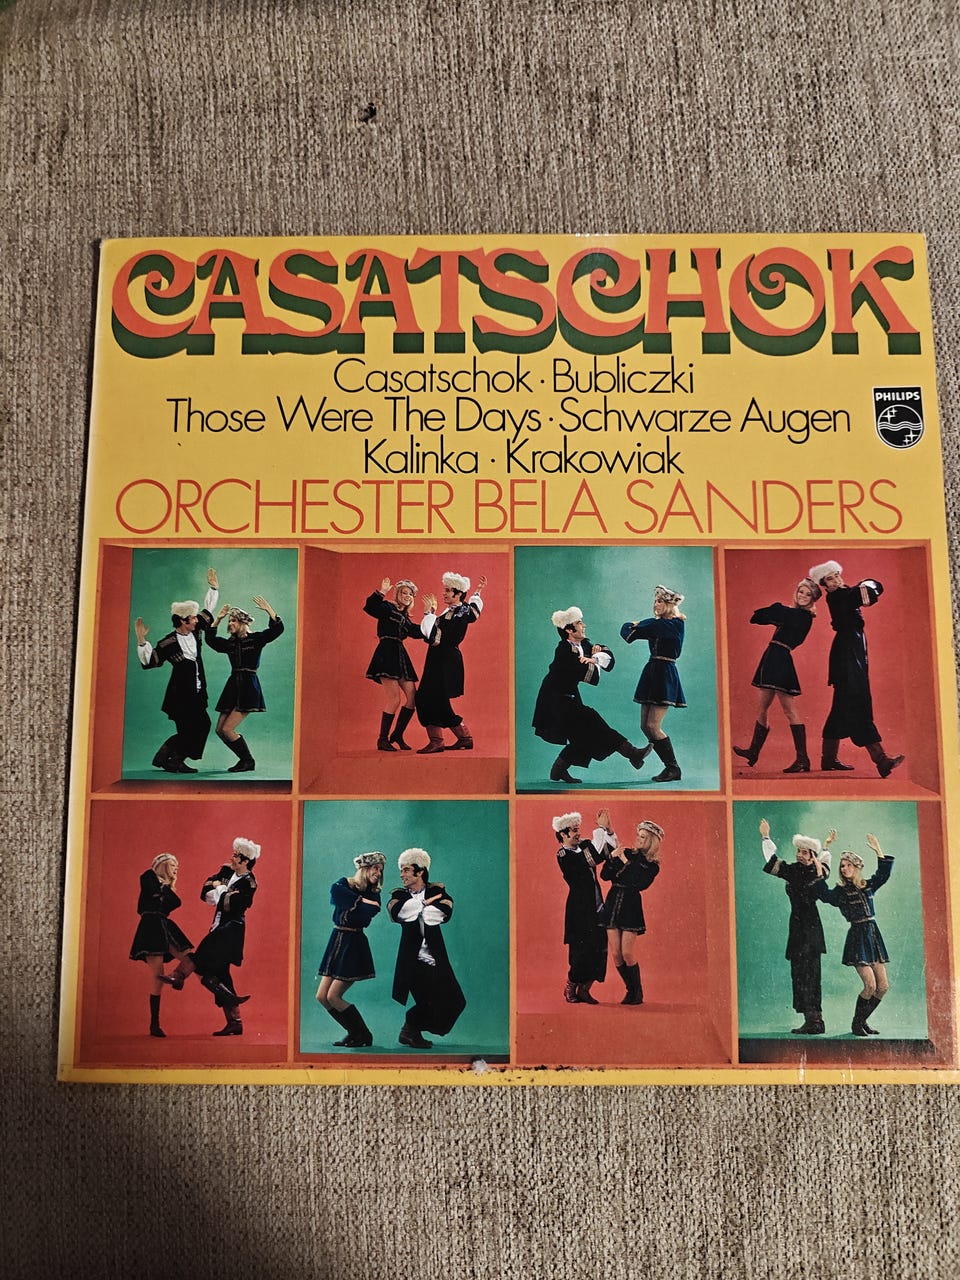 CASATSCHOK
Casatschok · Bubliczki
Those Were The Days · Schwarze Augen
PHILIPS
Kalinka · Krakowiak
ORCHESTER BELA SANDERS